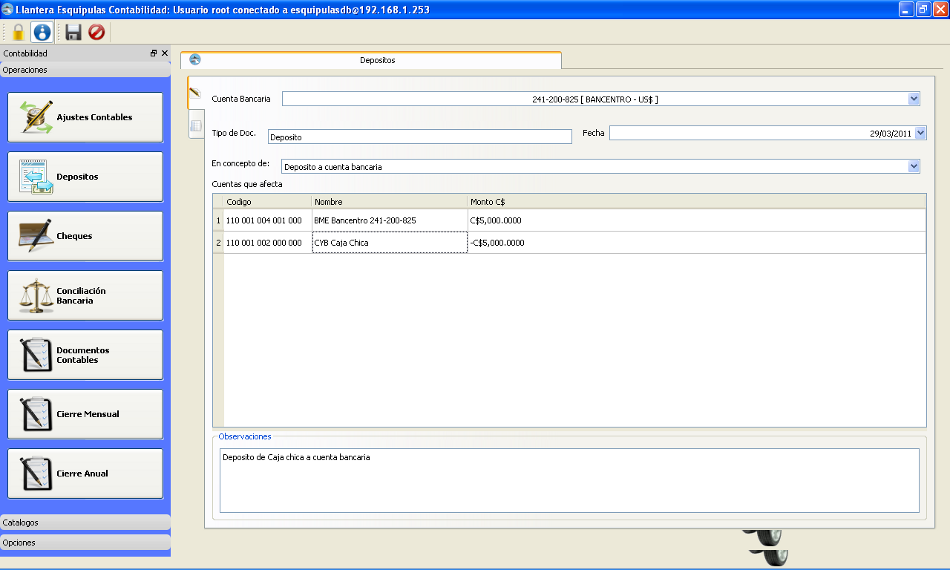 Llantera Esquipulas Contabilidad: Usuario root conectado a esquipulasdb@192.168.1.253
Contabilidad
Operaciones
Ajustes Contables
Depositos
Cheques
Conciliación
Bancaria
Documentos
Contables
Cierre Mensual
Cierre Anual
Catalogos
Opciones
Depositos
Cuenta Bancaria 241-200-825 [ BANCENTRO - US$ ]
Tipo de Doc. Deposito Fecha 29/03/2011
En concepto de: Deposito a cuenta bancaria
Cuentas que afecta
Codigo Nombre Monto C$
1 110 001 004 001 000 BME Bancentro 241-200-825 C$5,000.0000
2 110 001 002 000 000 CYB Caja Chica -C$5,000.0000
Observaciones
Deposito de Caja chica a cuenta bancaria